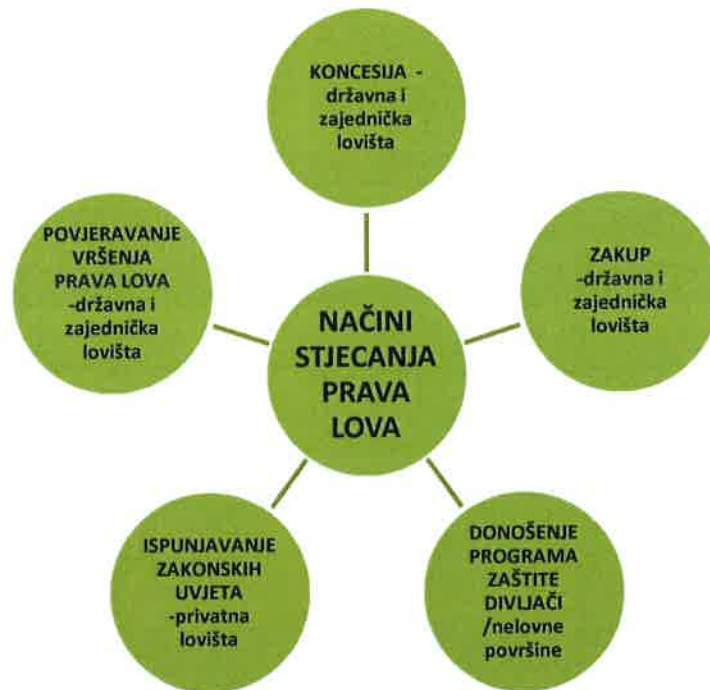 KONCESIJA -
državna i
zajednička
lovišta
POVJERAVANJE
VRŠENJA
PRAVA LOVA
-državna i
zajednička
lovišta
ZAKUP
-državna i
zajednička
lovišta
NAČINI
STJECANJA
PRAVA
LOVA
ISPUNJAVANJE
ZAKONSKIH
UVJETA
-privatna
lovišta
DONOŠENJE
PROGRAMA
ZAŠTITE
DIVLJAČI
/nelovne
površine